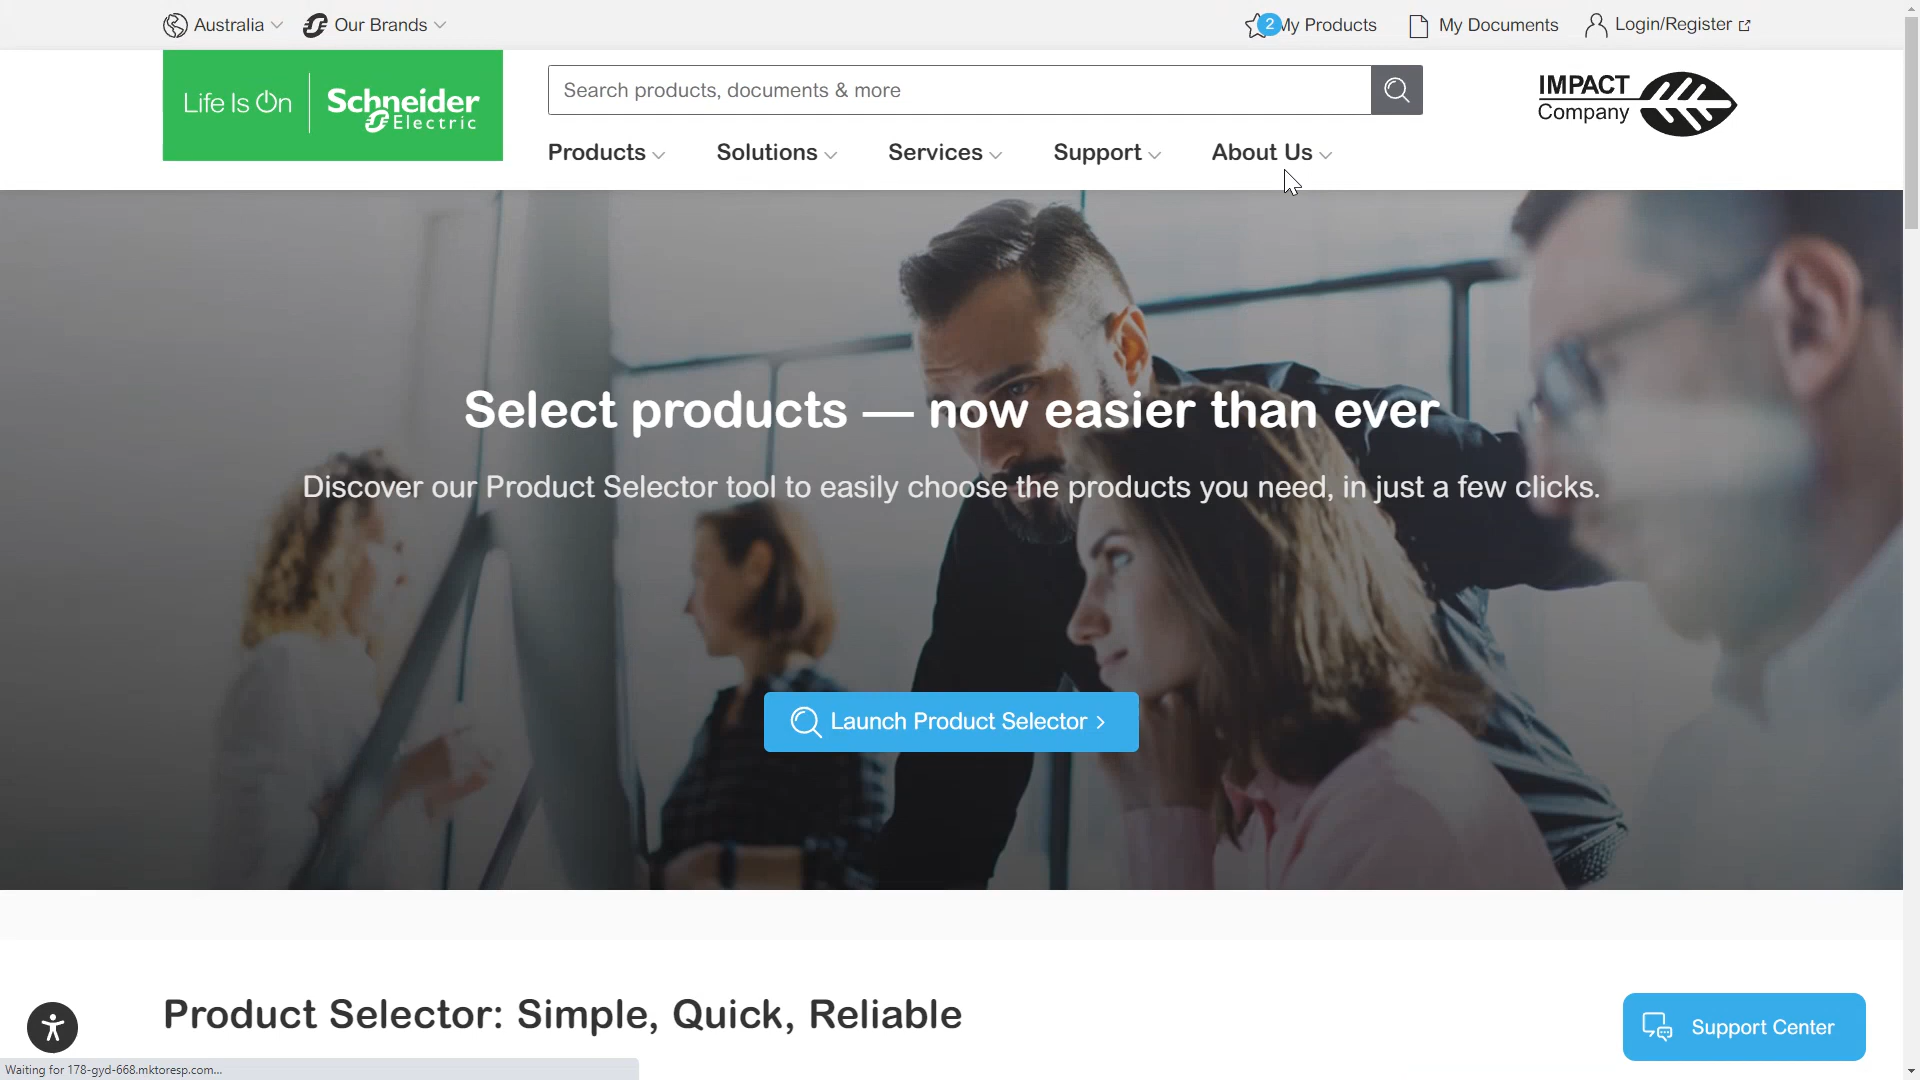 Australia
Our Brands
2
My Products
My Documents
Login/Register
Life Is On
Schneider
Electric
Search products, documents & more
IMPACT
Company
Products
Solutions
Services
Support
About Us
Select products — now easier than ever
Discover our Product Selector tool to easily choose the products you need, in just a few clicks.
Launch Product Selector
Product Selector: Simple, Quick, Reliable
Support Center
Waiting for 178-gyd-668.mktoresp.com...